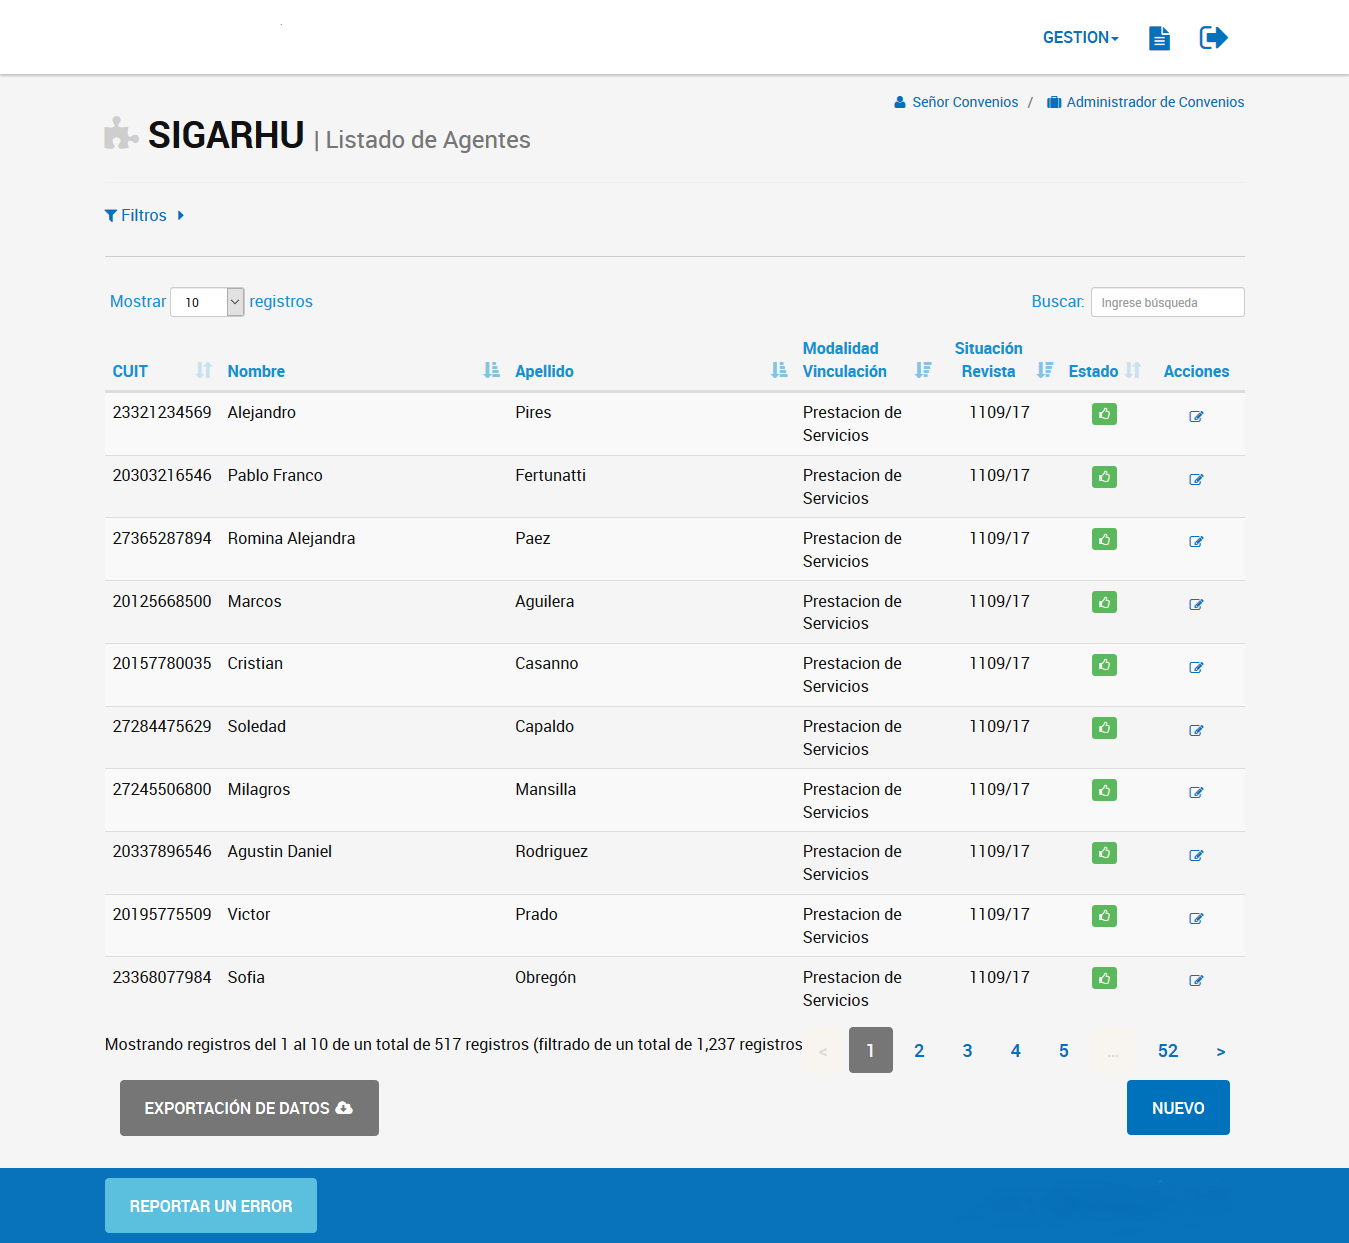 GESTION
Señor Convenios / Administrador de Convenios
SIGARHU | Listado de Agentes
Filtros
Mostrar 10 registros
Buscar: Ingrese búsqueda
CUIT Nombre Apellido Modalidad Vinculación Situación Revista Estado Acciones
23321234569 Alejandro Pires Prestacion de Servicios 1109/17
20303216546 Pablo Franco Fertunatti Prestacion de Servicios 1109/17
27365287894 Romina Alejandra Paez Prestacion de Servicios 1109/17
20125668500 Marcos Aguilera Prestacion de Servicios 1109/17
20157780035 Cristian Casanno Prestacion de Servicios 1109/17
27284475629 Soledad Capaldo Prestacion de Servicios 1109/17
27245506800 Milagros Mansilla Prestacion de Servicios 1109/17
20337896546 Agustin Daniel Rodriguez Prestacion de Servicios 1109/17
20195775509 Victor Prado Prestacion de Servicios 1109/17
23368077984 Sofia Obregón Prestacion de Servicios 1109/17
Mostrando registros del 1 al 10 de un total de 517 registros (filtrado de un total de 1,237 registros
< 1 2 3 4 5 ... 52 >
EXPORTACIÓN DE DATOS
NUEVO
REPORTAR UN ERROR